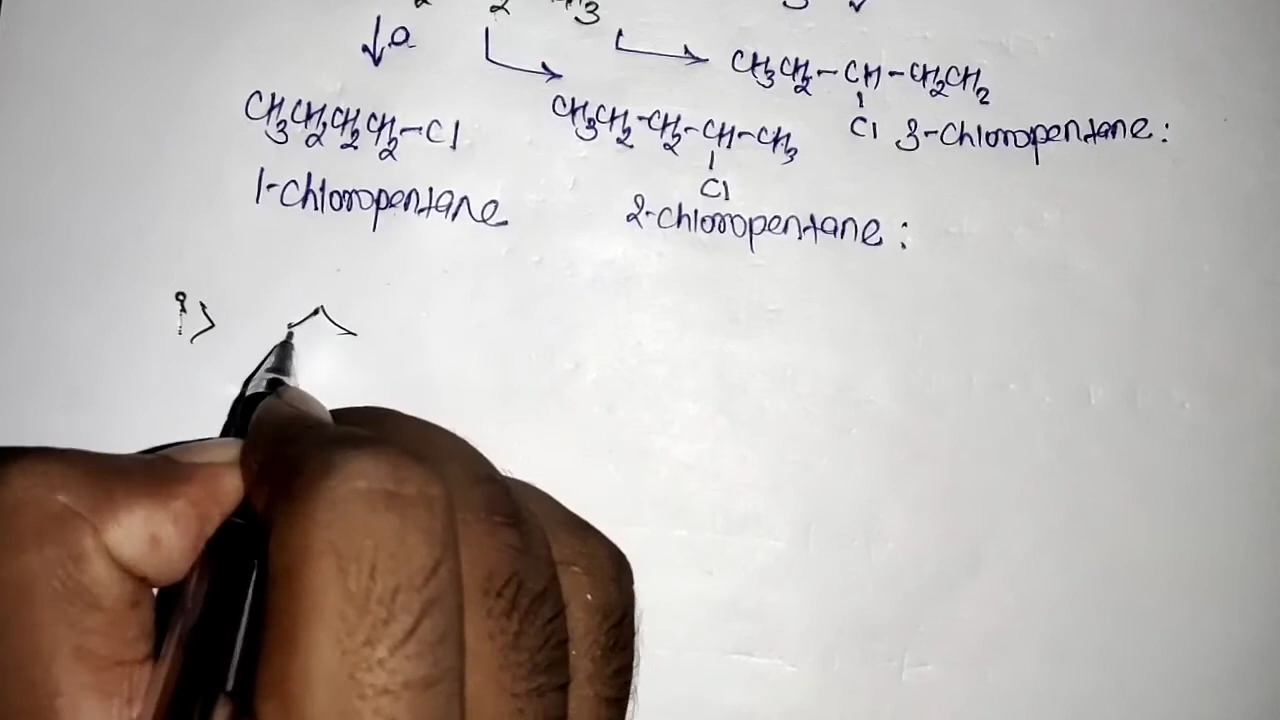 ↓a
CH3CH2-CH-CH2CH2
CH3CH2CH2CH2-Cl
CH3CH2-CH2-CH-CH3
Cl 3-chloropentane:
Cl
1-chloropentane
2-chloropentane:
i>